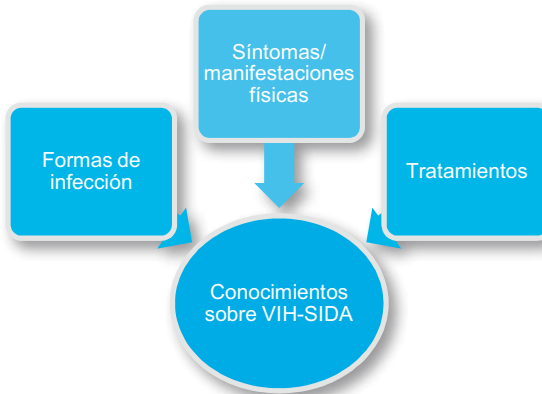 Síntomas/
manifestaciones
físicas
Formas de
infección
Tratamientos
Conocimientos
sobre VIH-SIDA